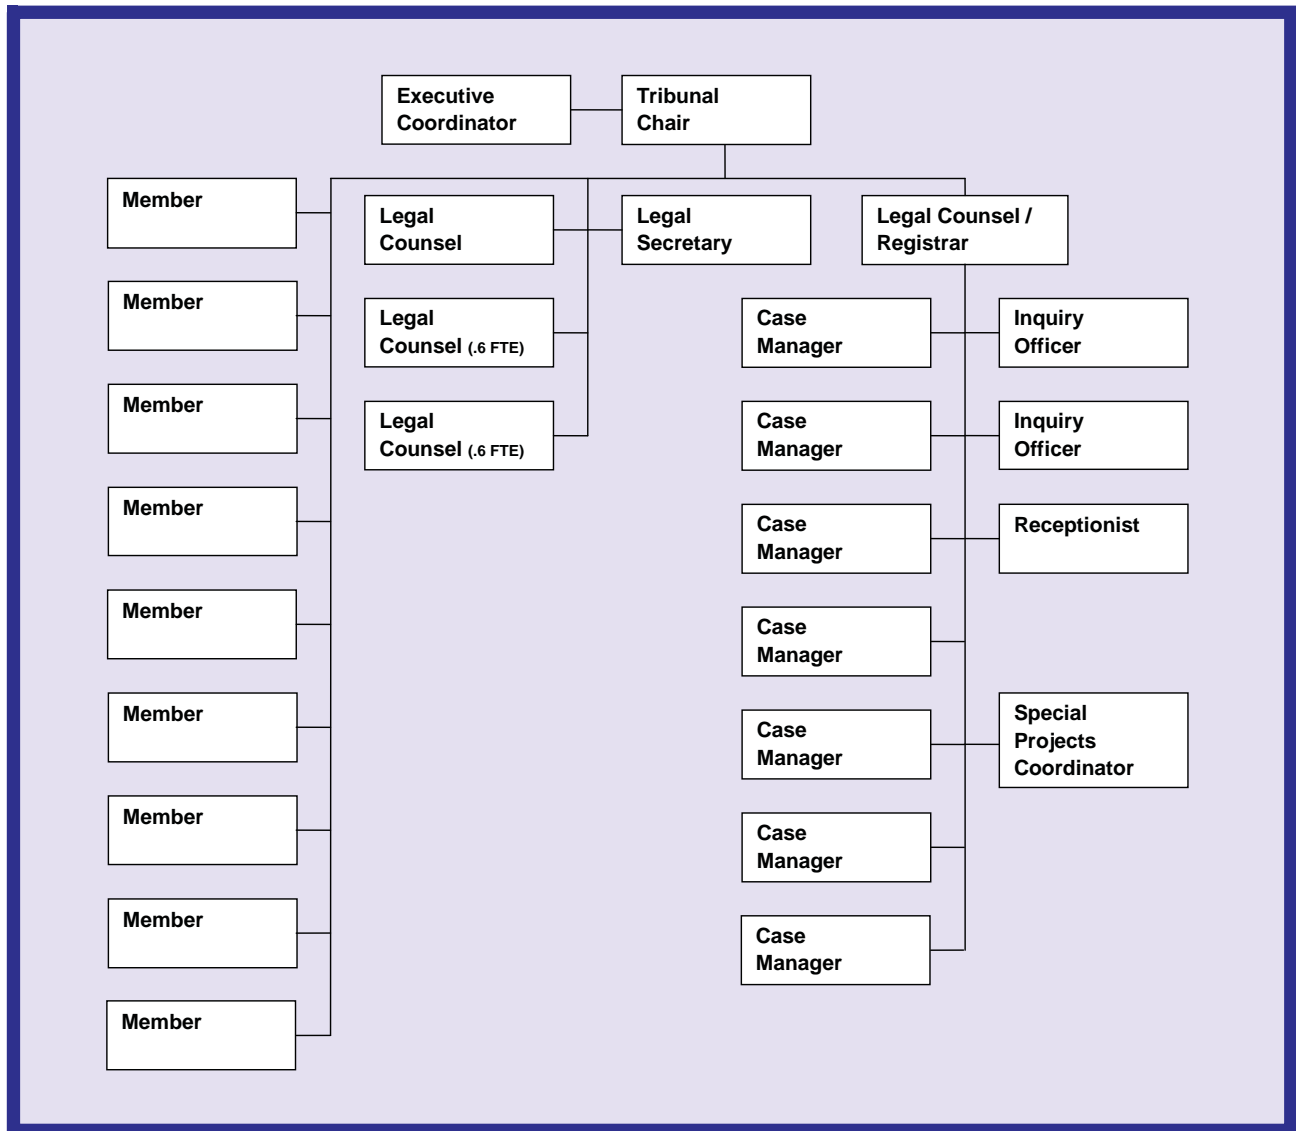 Executive
Coordinator
Tribunal
Chair
Member
Member
Member
Member
Member
Member
Member
Member
Member
Legal
Counsel
Legal
Secretary
Legal
Counsel (.6 FTE)
Legal
Counsel (.6 FTE)
Legal Counsel /
Registrar
Case
Manager
Inquiry
Officer
Case
Manager
Inquiry
Officer
Case
Manager
Receptionist
Case
Manager
Case
Manager
Special
Projects
Coordinator
Case
Manager
Case
Manager